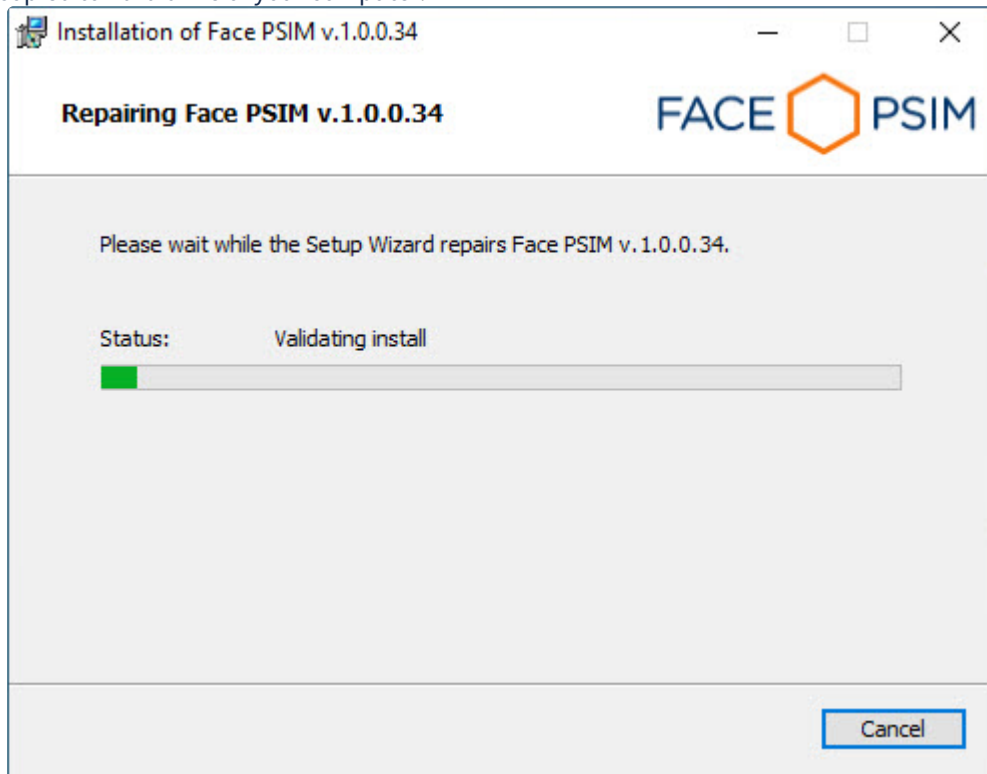 Installation of Face PSIM v.1.0.0.34
Repairing Face PSIM v.1.0.0.34
FACE PSIM
Please wait while the Setup Wizard repairs Face PSIM v.1.0.0.34.
Status: Validating install
Cancel